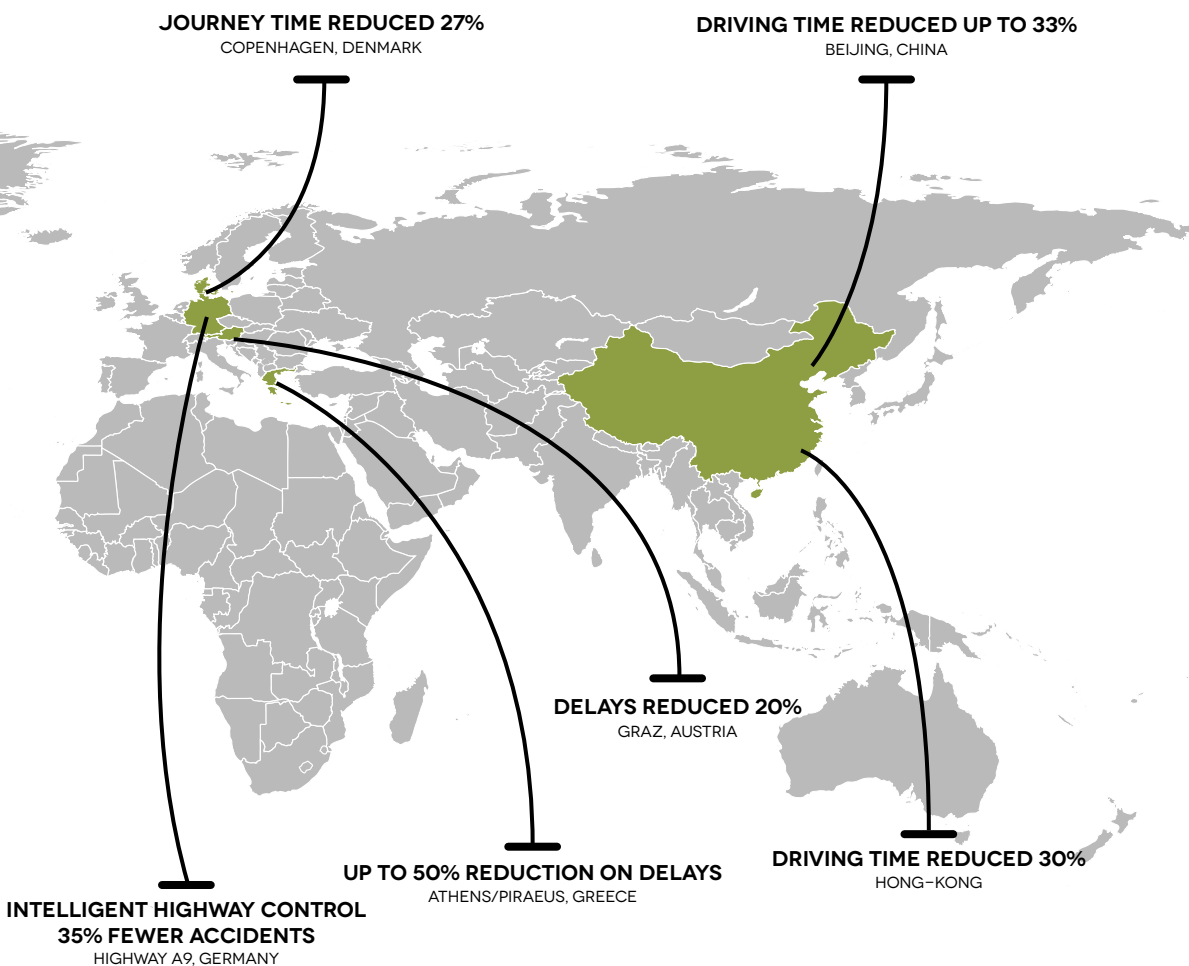 JOURNEY TIME REDUCED 27%
COPENHAGEN, DENMARK
DRIVING TIME REDUCED UP TO 33%
BEIJING, CHINA
DELAYS REDUCED 20%
GRAZ, AUSTRIA
DRIVING TIME REDUCED 30%
HONG-KONG
UP TO 50% REDUCTION ON DELAYS
ATHENS/PIRAEUS, GREECE
INTELLIGENT HIGHWAY CONTROL
35% FEWER ACCIDENTS
HIGHWAY A9, GERMANY